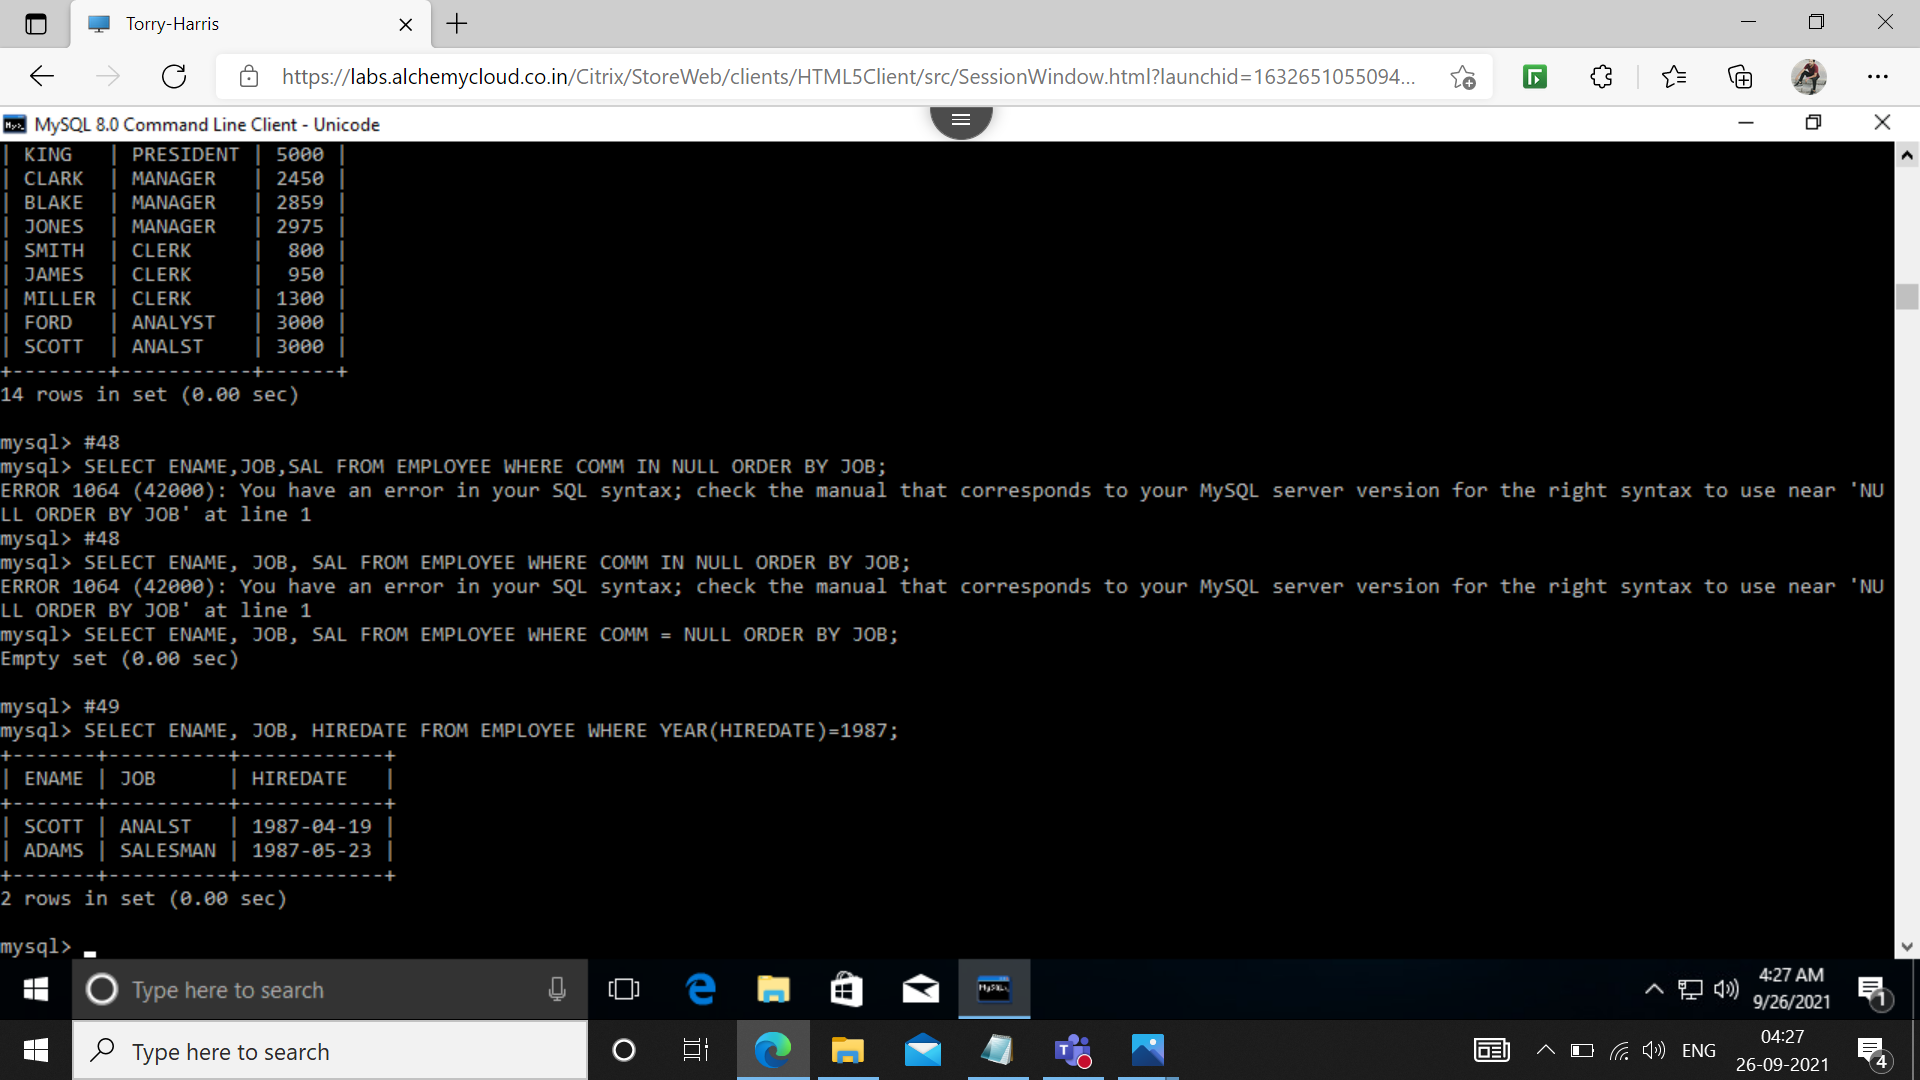 Torry-Harris
https://labs.alchemycloud.co.in/Citrix/StoreWeb/clients/HTML5Client/src/SessionWindow.html?launchid=1632651055094...
MySQL 8.0 Command Line Client - Unicode
| KING   | PRESIDENT | 5000 |
| CLARK  | MANAGER   | 2450 |
| BLAKE  | MANAGER   | 2859 |
| JONES  | MANAGER   | 2975 |
| SMITH  | CLERK     |  800 |
| JAMES  | CLERK     |  950 |
| MILLER | CLERK     | 1300 |
| FORD   | ANALYST   | 3000 |
| SCOTT  | ANALST    | 3000 |
+--------+-----------+------+
14 rows in set (0.00 sec)
mysql> #48
mysql> SELECT ENAME,JOB,SAL FROM EMPLOYEE WHERE COMM IN NULL ORDER BY JOB;
ERROR 1064 (42000): You have an error in your SQL syntax; check the manual that corresponds to your MySQL server version for the right syntax to use near 'NU
LL ORDER BY JOB' at line 1
mysql> #48
mysql> SELECT ENAME, JOB, SAL FROM EMPLOYEE WHERE COMM IN NULL ORDER BY JOB;
ERROR 1064 (42000): You have an error in your SQL syntax; check the manual that corresponds to your MySQL server version for the right syntax to use near 'NU
LL ORDER BY JOB' at line 1
mysql> SELECT ENAME, JOB, SAL FROM EMPLOYEE WHERE COMM = NULL ORDER BY JOB;
Empty set (0.00 sec)
mysql> #49
mysql> SELECT ENAME, JOB, HIREDATE FROM EMPLOYEE WHERE YEAR(HIREDATE)=1987;
+-------+----------+------------+
| ENAME | JOB      | HIREDATE   |
+-------+----------+------------+
| SCOTT | ANALST   | 1987-04-19 |
| ADAMS | SALESMAN | 1987-05-23 |
+-------+----------+------------+
2 rows in set (0.00 sec)
mysql> _
Type here to search
4:27 AM
9/26/2021
1
Type here to search
ENG
04:27
26-09-2021
4